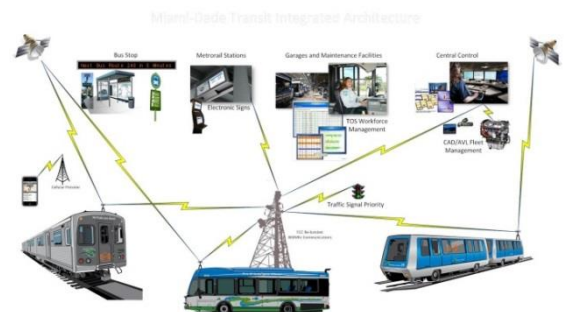 Miami-Dade Transit Integrated Architecture
Bus Stop
Metrorail Stations
Garages and Maintenance Facilities
Central Control
Electronic Signs
TOS Workforce
Management
CAD/AVL Fleet
Management
Traffic Signal Priority